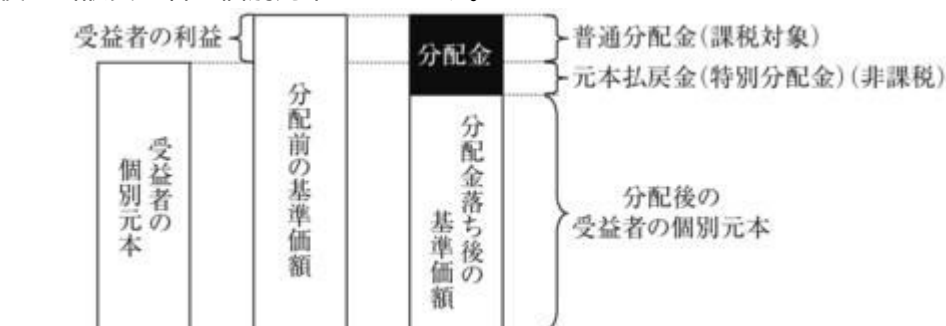 受益者の利益
分配金
普通分配金(課税対象)
元本払戻金(特別分配金)(非課税)
受益者の
個別元本
分配前の基準価額
分配金落ち後の
基準価額
分配後の
受益者の個別元本